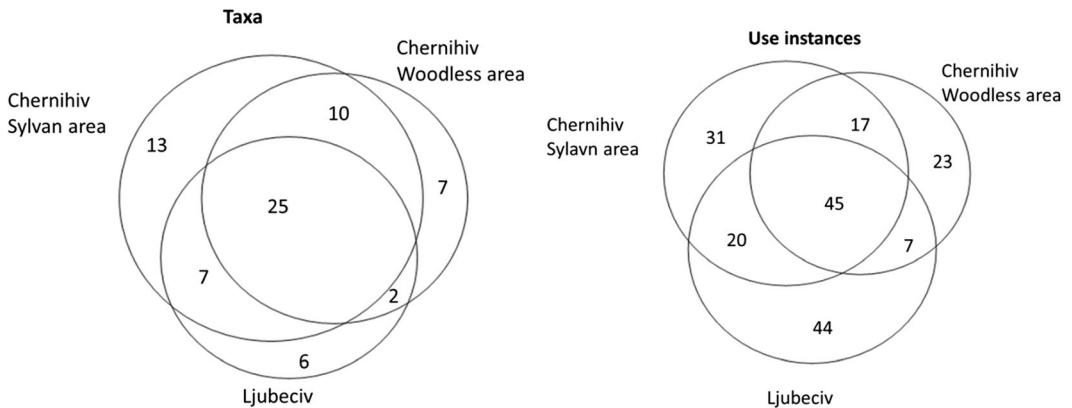 Taxa
Chernihiv
Woodless area
Chernihiv
Sylvan area
10
13
7
25
7
2
6
Ljubeciv
Use instances
Chernihiv
Woodless area
Chernihiv
Sylavn area
17
31
23
45
20
7
44
Ljubeciv